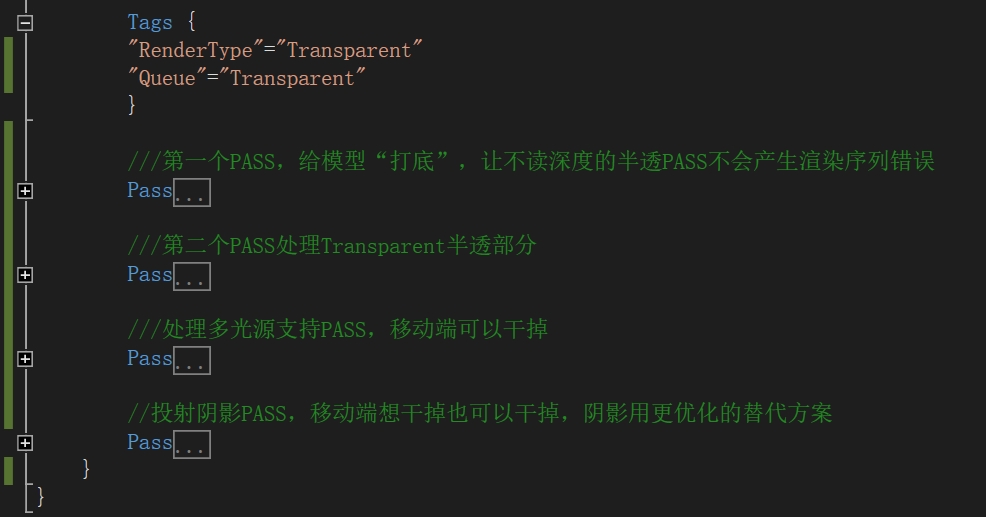 Tags {
"RenderType"="Transparent"
"Queue"="Transparent"
}
///第一个PASS，给模型“打底”，让不读深度的半透PASS不会产生渲染序列错误
Pass...
///第二个PASS处理Transparent半透部分
Pass...
///处理多光源支持PASS，移动端可以干掉
Pass...
//投射阴影PASS，移动端想干掉也可以干掉，阴影用更优化的替代方案
Pass...
}
}